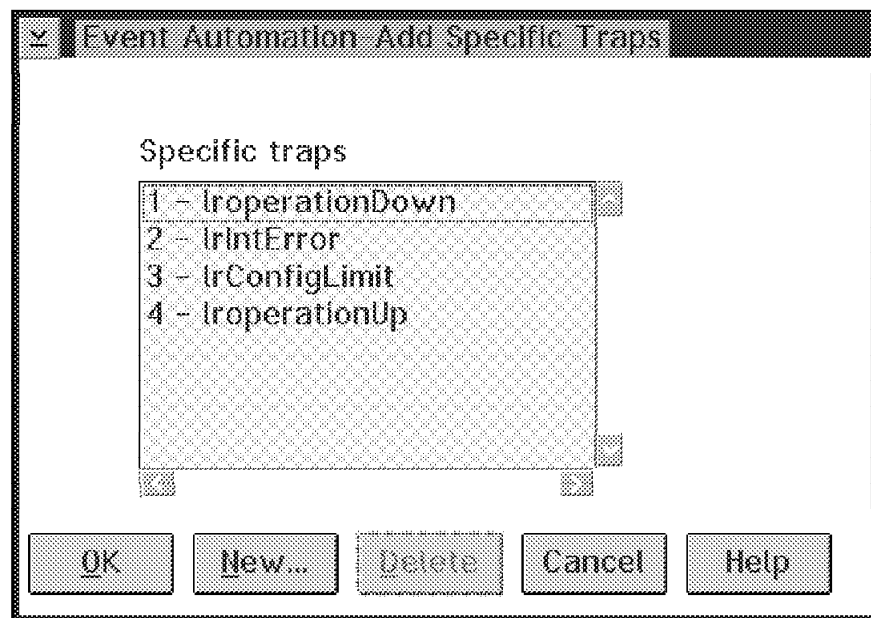 Event Automation-Add Specific Traps
Specific traps
1 - lroperationDown
2 - lrIntError
3 - lrConfigLimit
4 - lroperationUp
OK
New...
Delete
Cancel
Help